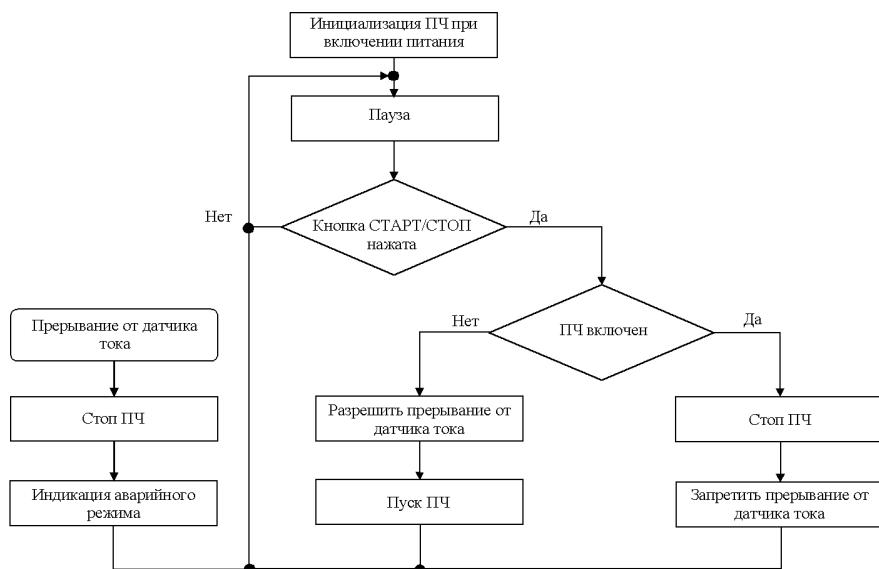 Инициализация ПЧ при
включении питания
Пауза
Кнопка СТАРТ/СТОП
нажата
Нет
Да
ПЧ включен
Нет
Да
Прерывание от датчика
тока
Стоп ПЧ
Индикация аварийного
режима
Разрешить прерывание от
датчика тока
Пуск ПЧ
Стоп ПЧ
Запретить прерывание от
датчика тока